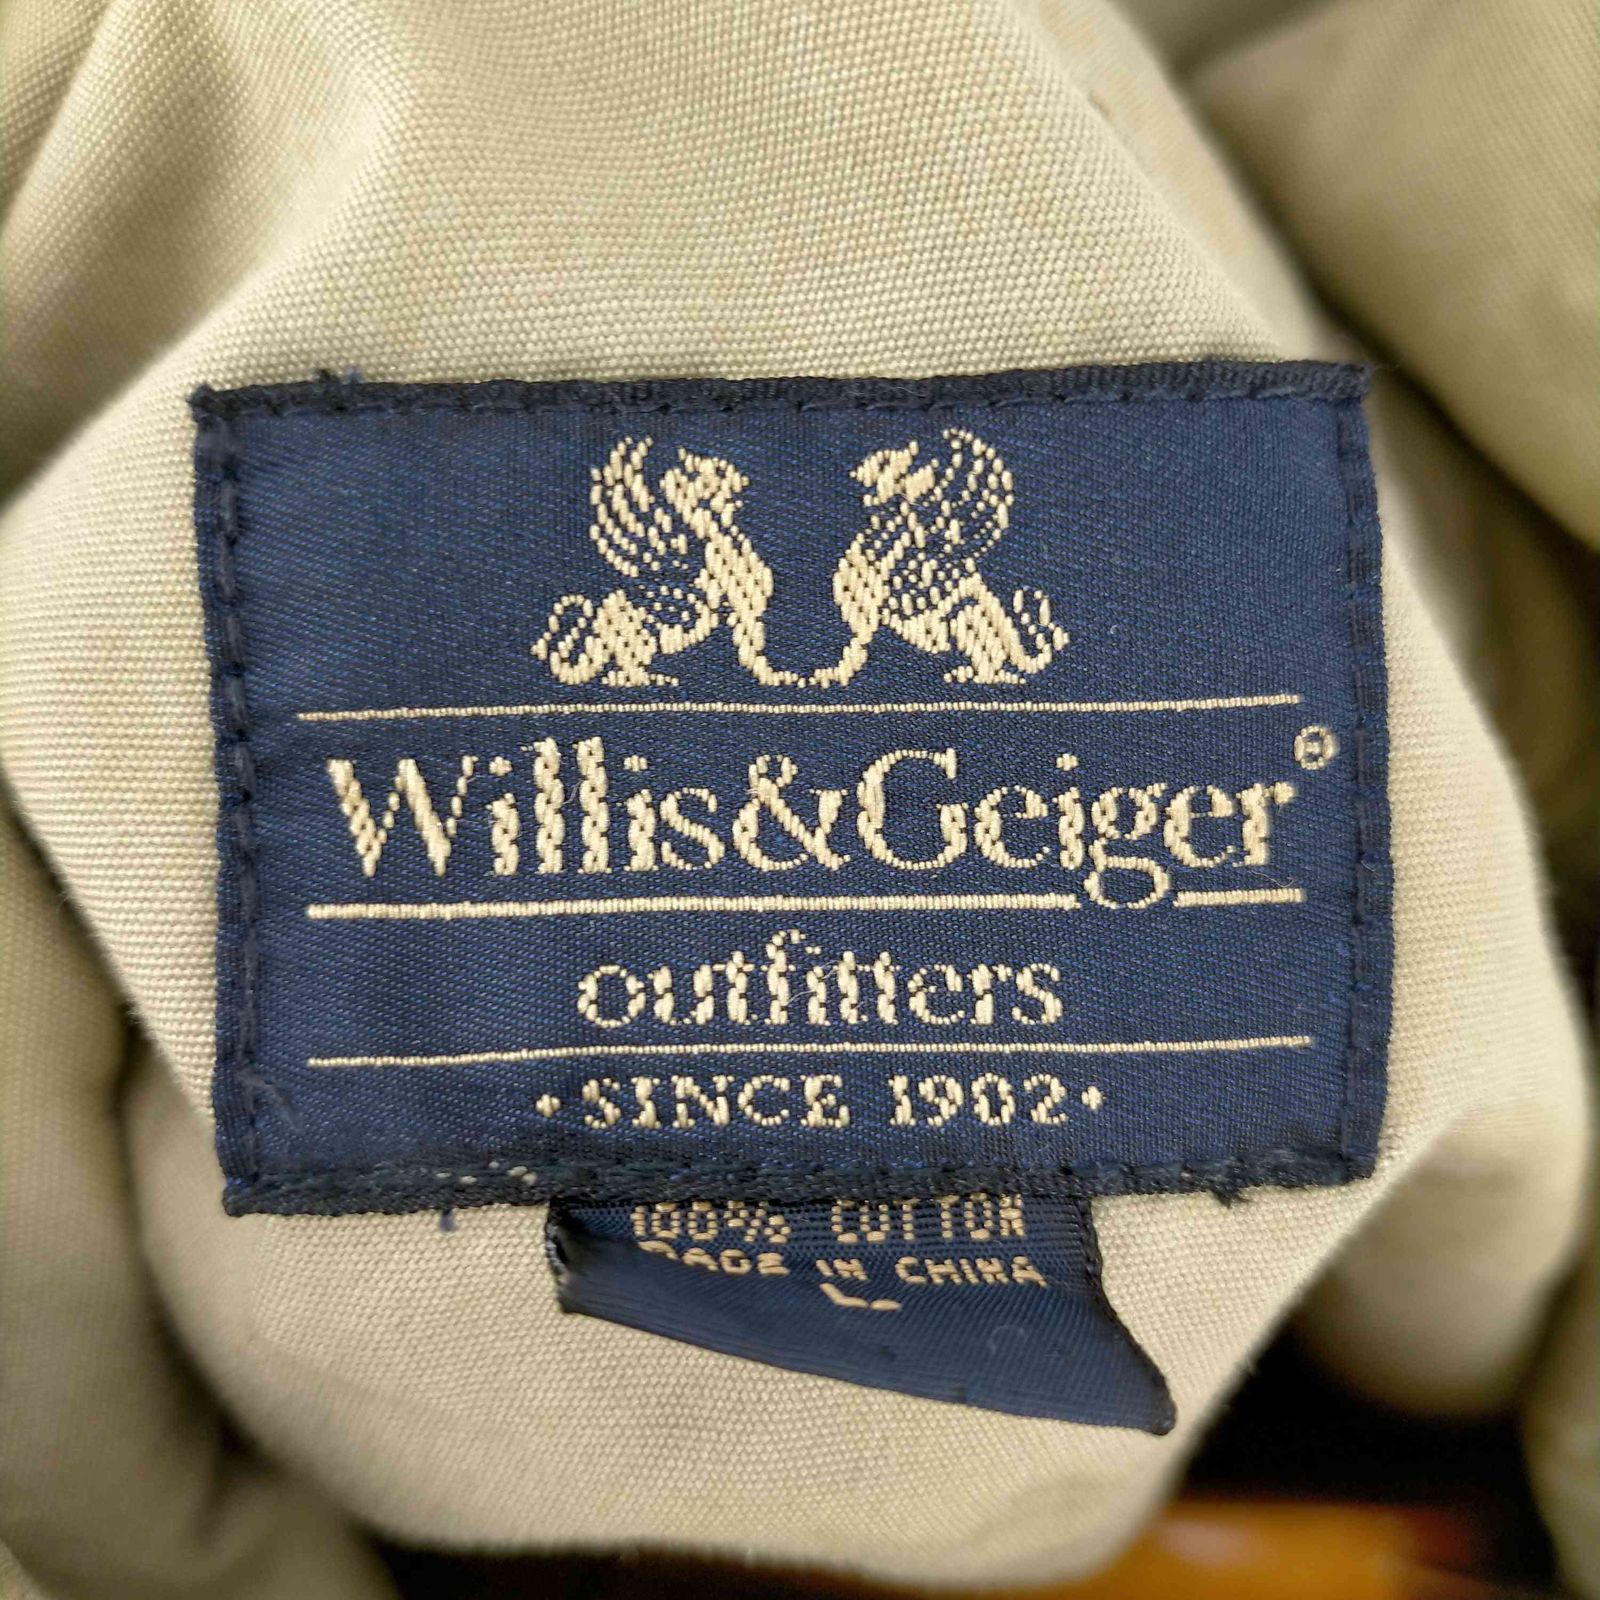 Willis&Geiger®
outfitters
·SINCE 1902·
100% COTTON
MADE IN CHINA